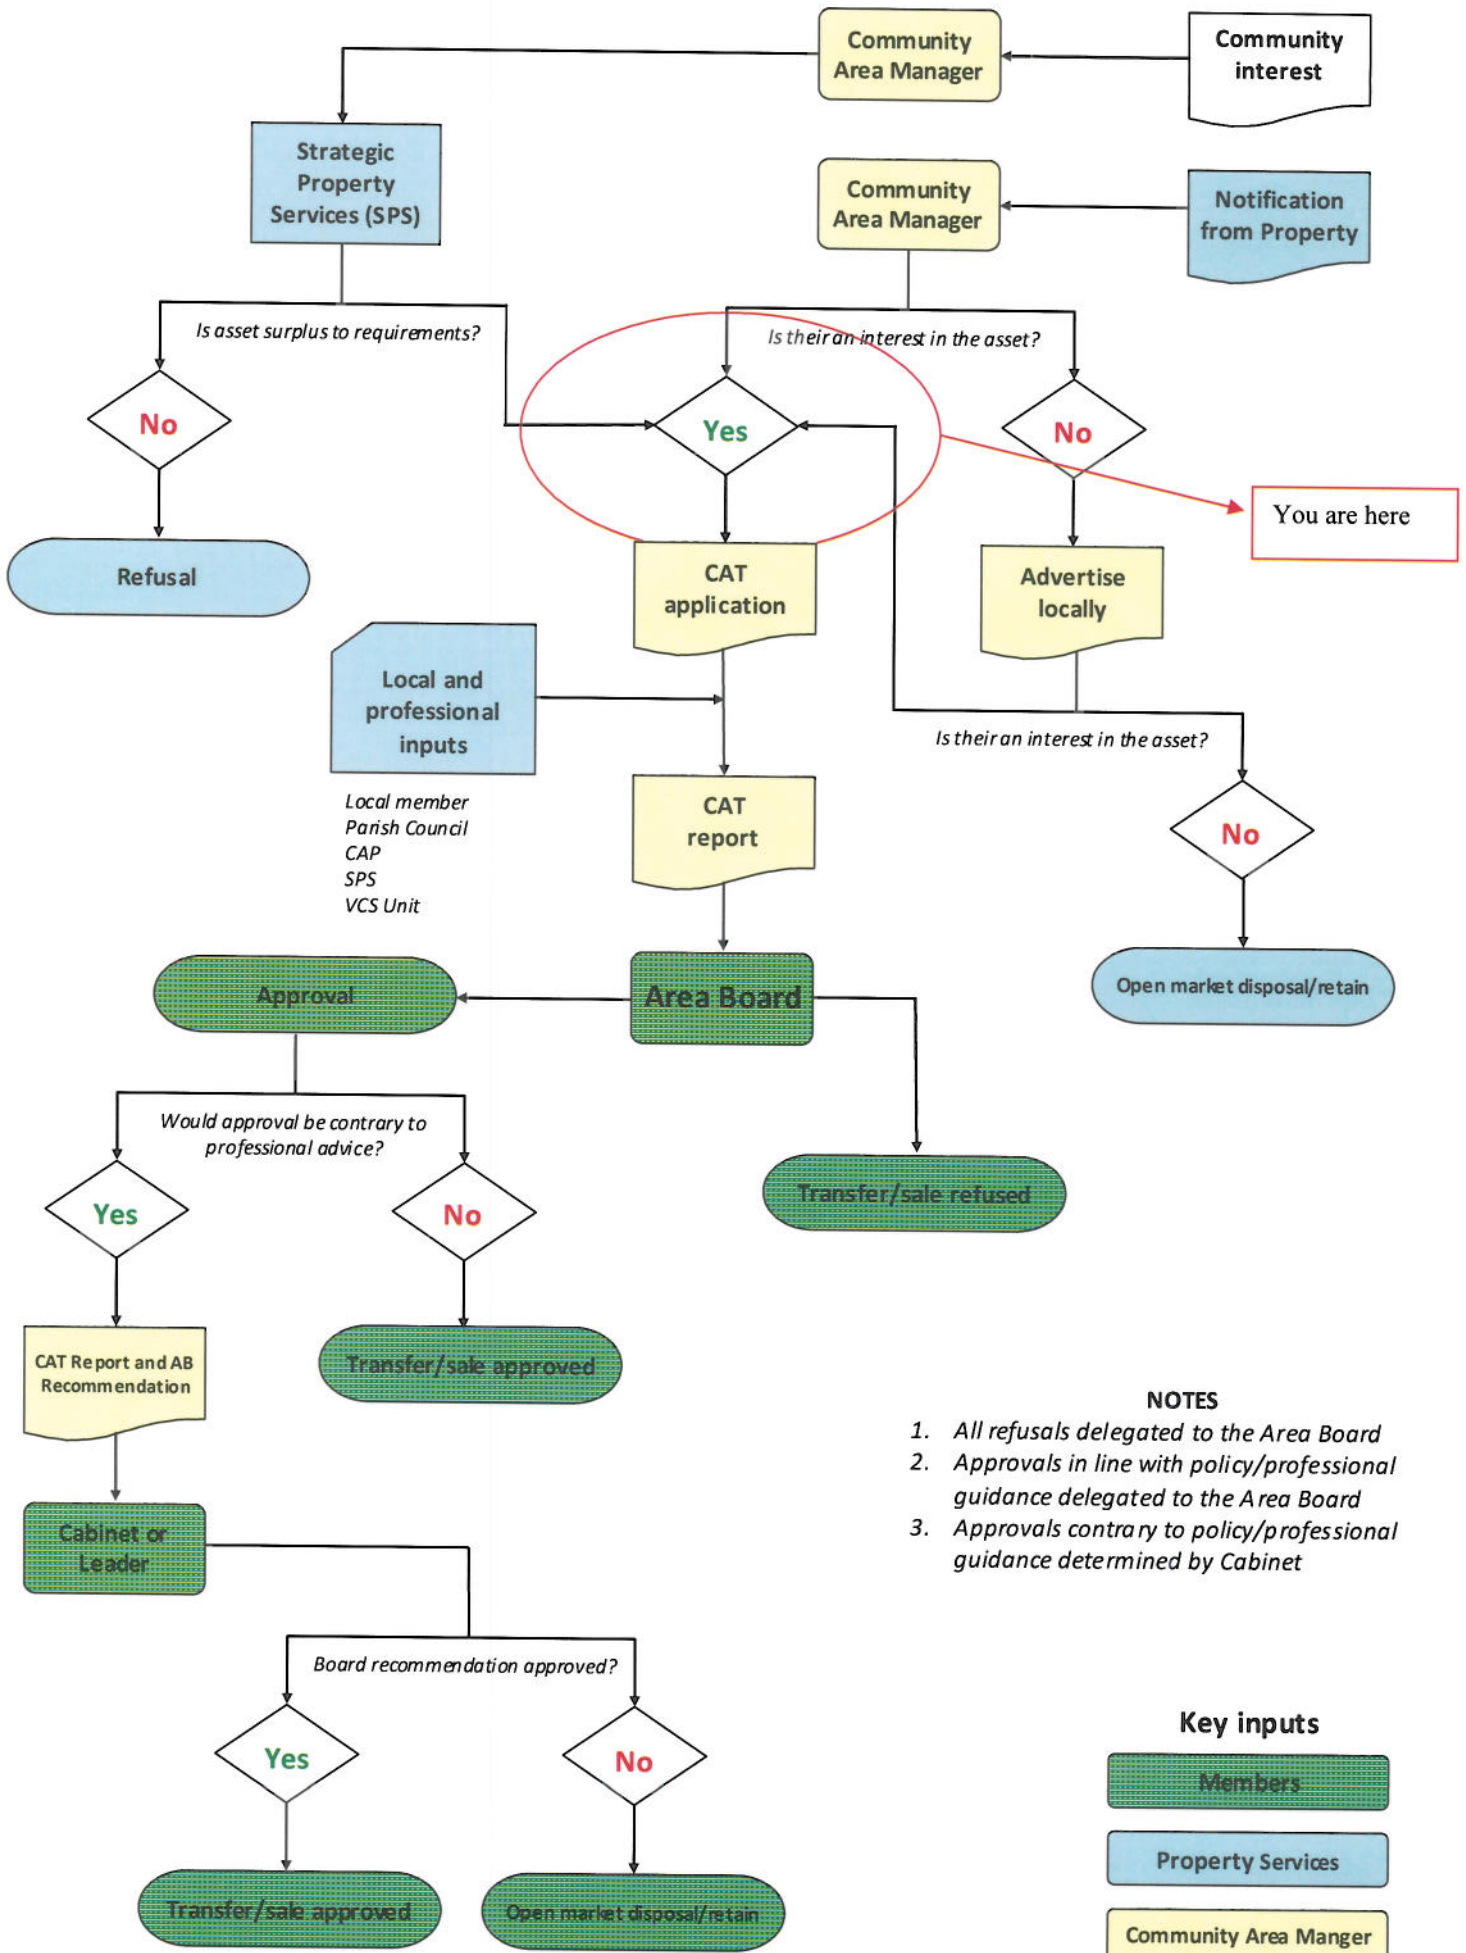 Community
Area Manager
Community
interest
Strategic
Property
Services (SPS)
Community
Area Manager
Notification
from Property
Is asset surplus to requirements?
Is their an interest in the asset?
No
Yes
No
You are here
Refusal
CAT
application
Advertise
locally
Local and
professional
inputs
Is their an interest in the asset?
Local member
Parish Council
CAP
SPS
VCS Unit
CAT
report
No
Approval
Area Board
Open market disposal/retain
Would approval be contrary to
professional advice?
Yes
No
Transfer/sale refused
CAT Report and AB
Recommendation
Transfer/sale approved
NOTES
1. All refusals delegated to the Area Board
2. Approvals in line with policy/professional
guidance delegated to the Area Board
3. Approvals contrary to policy/professional
guidance determined by Cabinet
Cabinet or
Leader
Board recommendation approved?
Yes
No
Key inputs
Members
Property Services
Community Area Manger
Transfer/sale approved
Open market disposal/retain